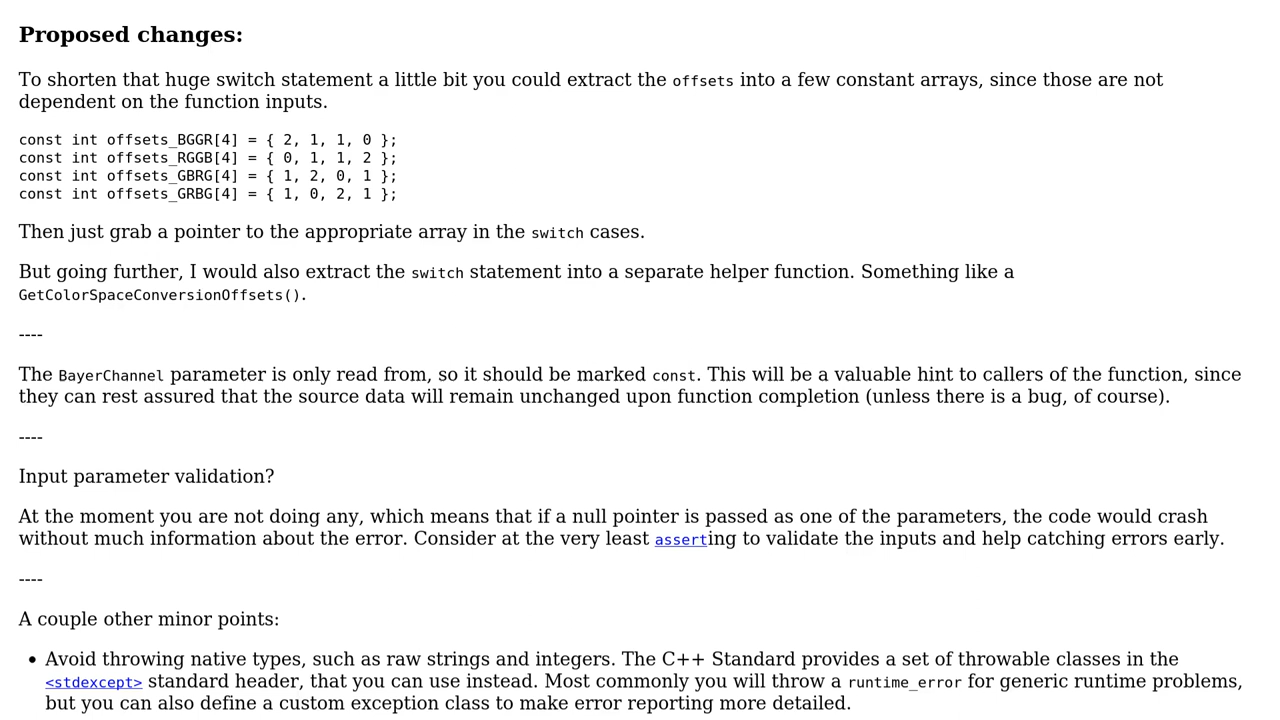 Proposed changes:
To shorten that huge switch statement a little bit you could extract the offsets into a few constant arrays, since those are not
dependent on the function inputs.
const int offsets_BGGR[4] = { 2, 1, 1, 0 };
const int offsets_RGGB[4] = { 0, 1, 1, 2 };
const int offsets_GBRG[4] = { 1, 2, 0, 1 };
const int offsets_GRBG[4] = { 1, 0, 2, 1 };
Then just grab a pointer to the appropriate array in the switch cases.
But going further, I would also extract the switch statement into a separate helper function. Something like a
GetColorSpaceConversionOffsets().
----
The BayerChannel parameter is only read from, so it should be marked const. This will be a valuable hint to callers of the function, since
they can rest assured that the source data will remain unchanged upon function completion (unless there is a bug, of course).
----
Input parameter validation?
At the moment you are not doing any, which means that if a null pointer is passed as one of the parameters, the code would crash
without much information about the error. Consider at the very least asserting to validate the inputs and help catching errors early.
----
A couple other minor points:
• Avoid throwing native types, such as raw strings and integers. The C++ Standard provides a set of throwable classes in the
<stdexcept> standard header, that you can use instead. Most commonly you will throw a runtime_error for generic runtime problems,
but you can also define a custom exception class to make error reporting more detailed.